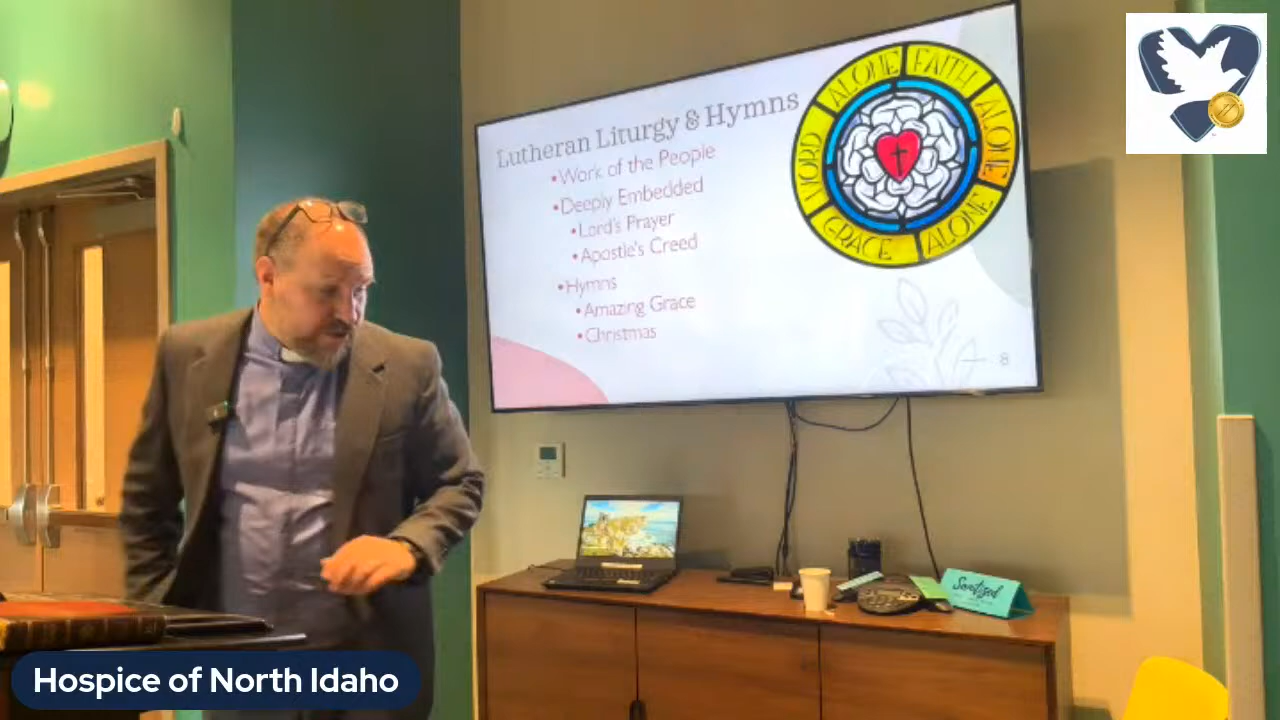 Lutheran Liturgy & Hymns
•Work of the People
•Deeply Embedded
•Lord's Prayer
•Apostle's Creed
•Hymns
•Amazing Grace
•Christmas
8
WORD ALONE FAITH ALONE
GRACE ALONE
Sanitized
Hospice of North Idaho